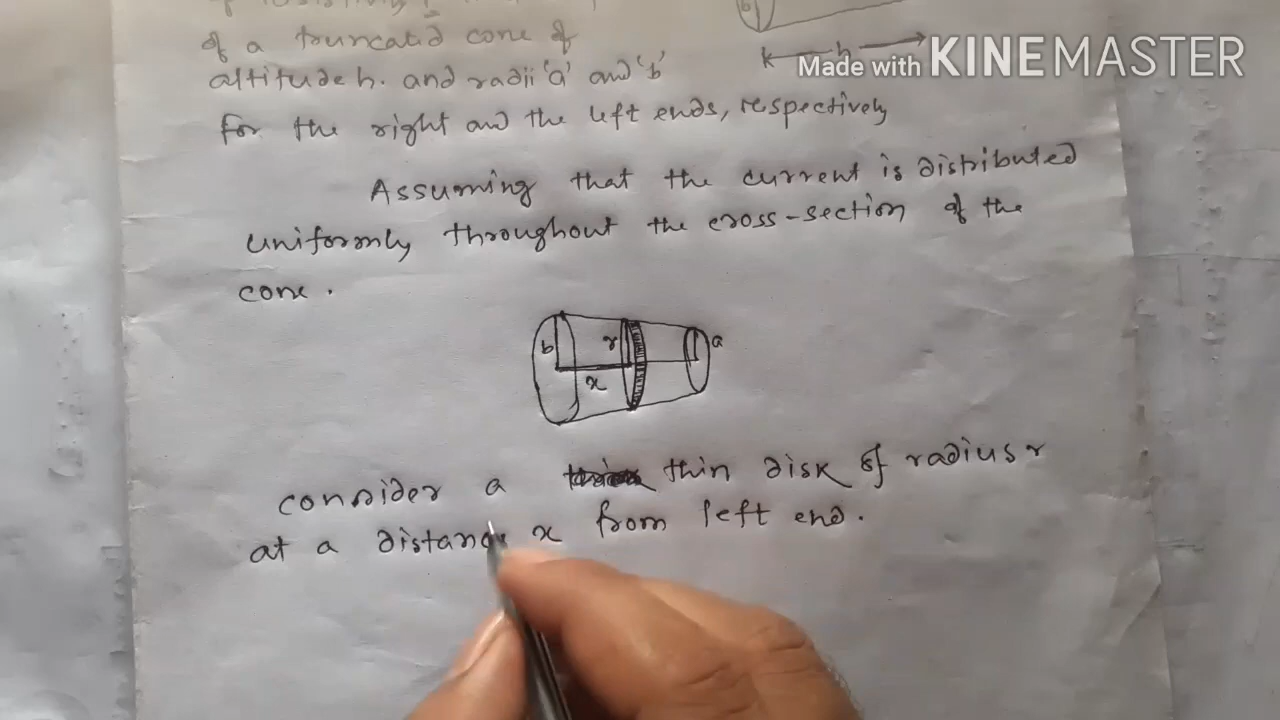 of resistivity
b
of a truncated cone of
altitude h. and radii 'a' and 'b'
h
Made with KINEMASTER
for the right and the left ends, respectively
Assuming that the current is distributed
uniformly throughout the cross-section of the
cone.
b r a
x
consider a thin disk of radius r
at a distance x from left end.